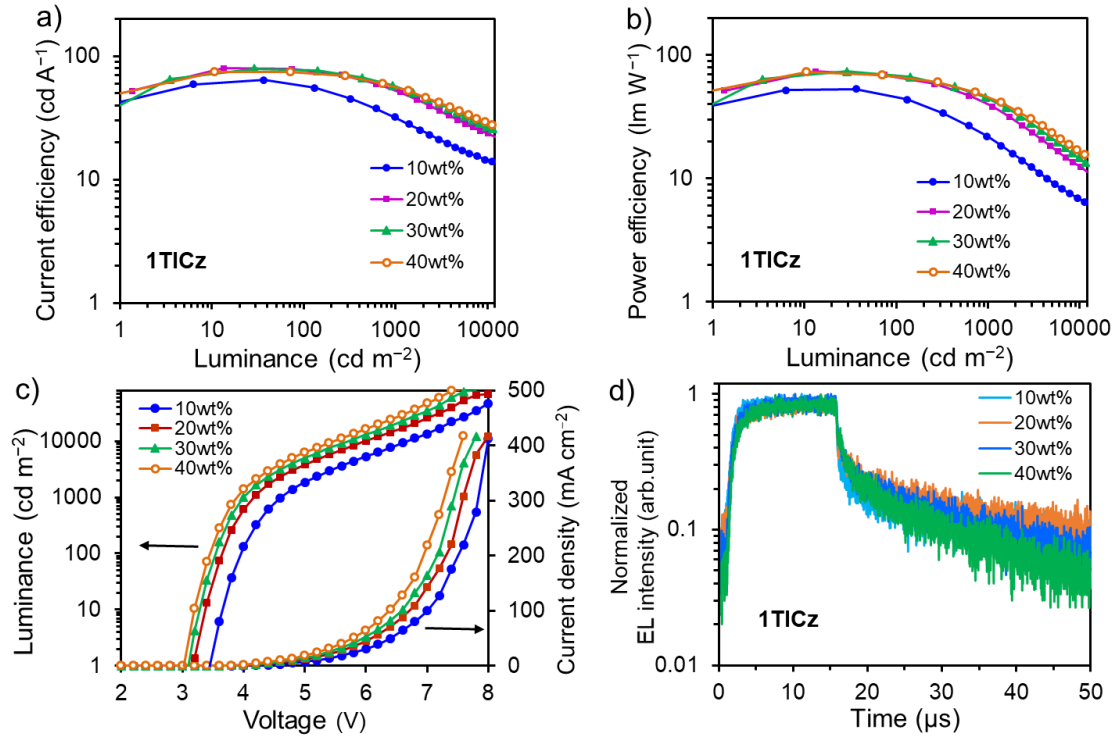 a)
Current efficiency (cd A⁻¹)
100
10
1
10wt%
20wt%
30wt%
40wt%
1TICz
1 10 100 1000 10000
Luminance (cd m⁻²)
b)
Power efficiency (lm W⁻¹)
100
10
1
10wt%
20wt%
30wt%
40wt%
1TICz
1 10 100 1000 10000
Luminance (cd m⁻²)
c)
Luminance (cd m⁻²)
10000
1000
100
10
1
10wt%
20wt%
30wt%
40wt%
500
400
300
200
100
0
Current density (mA cm⁻²)
2 3 4 5 6 7 8
Voltage (V)
d)
Normalized
EL intensity (arb.unit)
1
0.1
0.01
10wt%
20wt%
30wt%
40wt%
1TICz
0 10 20 30 40 50
Time (μs)